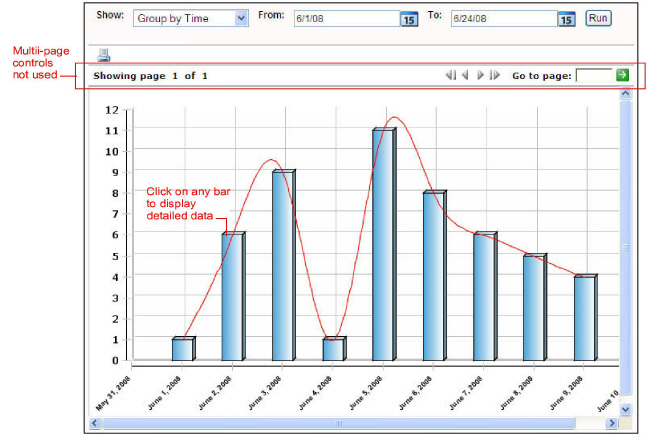 Show: Group by Time From: 6/1/08 15 To: 6/24/08 15 Run
Multii-page
controls
not used
Showing page 1 of 1 Go to page:
12
11
10
9
8
7
6
5
4
3
2
1
0
Click on any bar
to display
detailed data
May 31, 2008
June 1, 2008
June 2, 2008
June 3, 2008
June 4, 2008
June 5, 2008
June 6, 2008
June 7, 2008
June 8, 2008
June 9, 2008
June 10